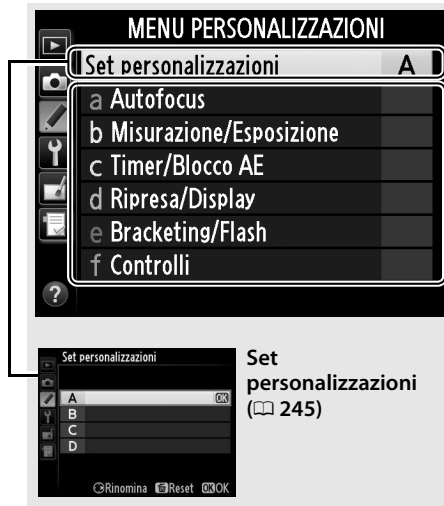 MENU PERSONALIZZAZIONI
Set personalizzazioni A
a Autofocus
b Misurazione/Esposizione
c Timer/Blocco AE
d Ripresa/Display
e Bracketing/Flash
f Controlli
?
Set personalizzazioni
A OK
B
C
D
Rinomina Reset OK OK
Set
personalizzazioni
(📖 245)